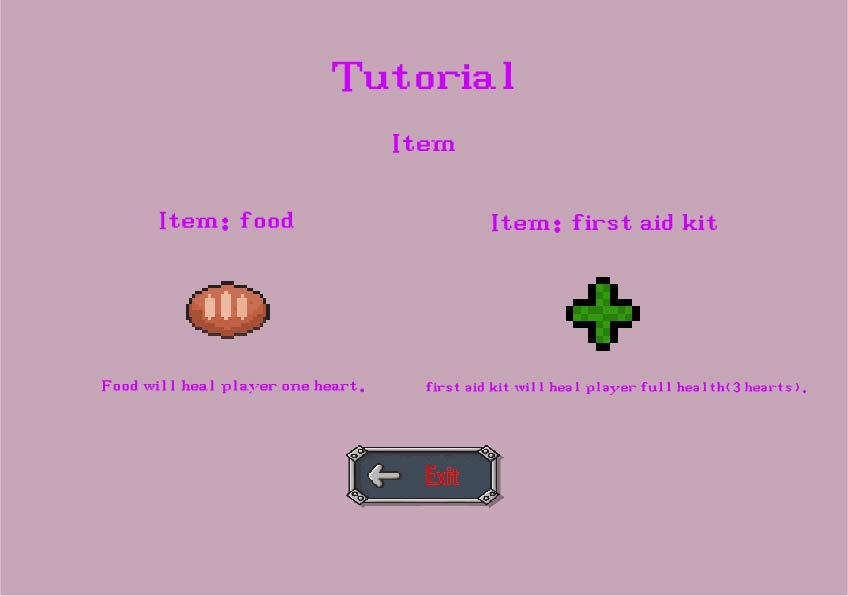 Tutorial
Item
Item: food
Item: first aid kit
Food will heal player one heart.
first aid kit will heal player full health(3 hearts).
Exit